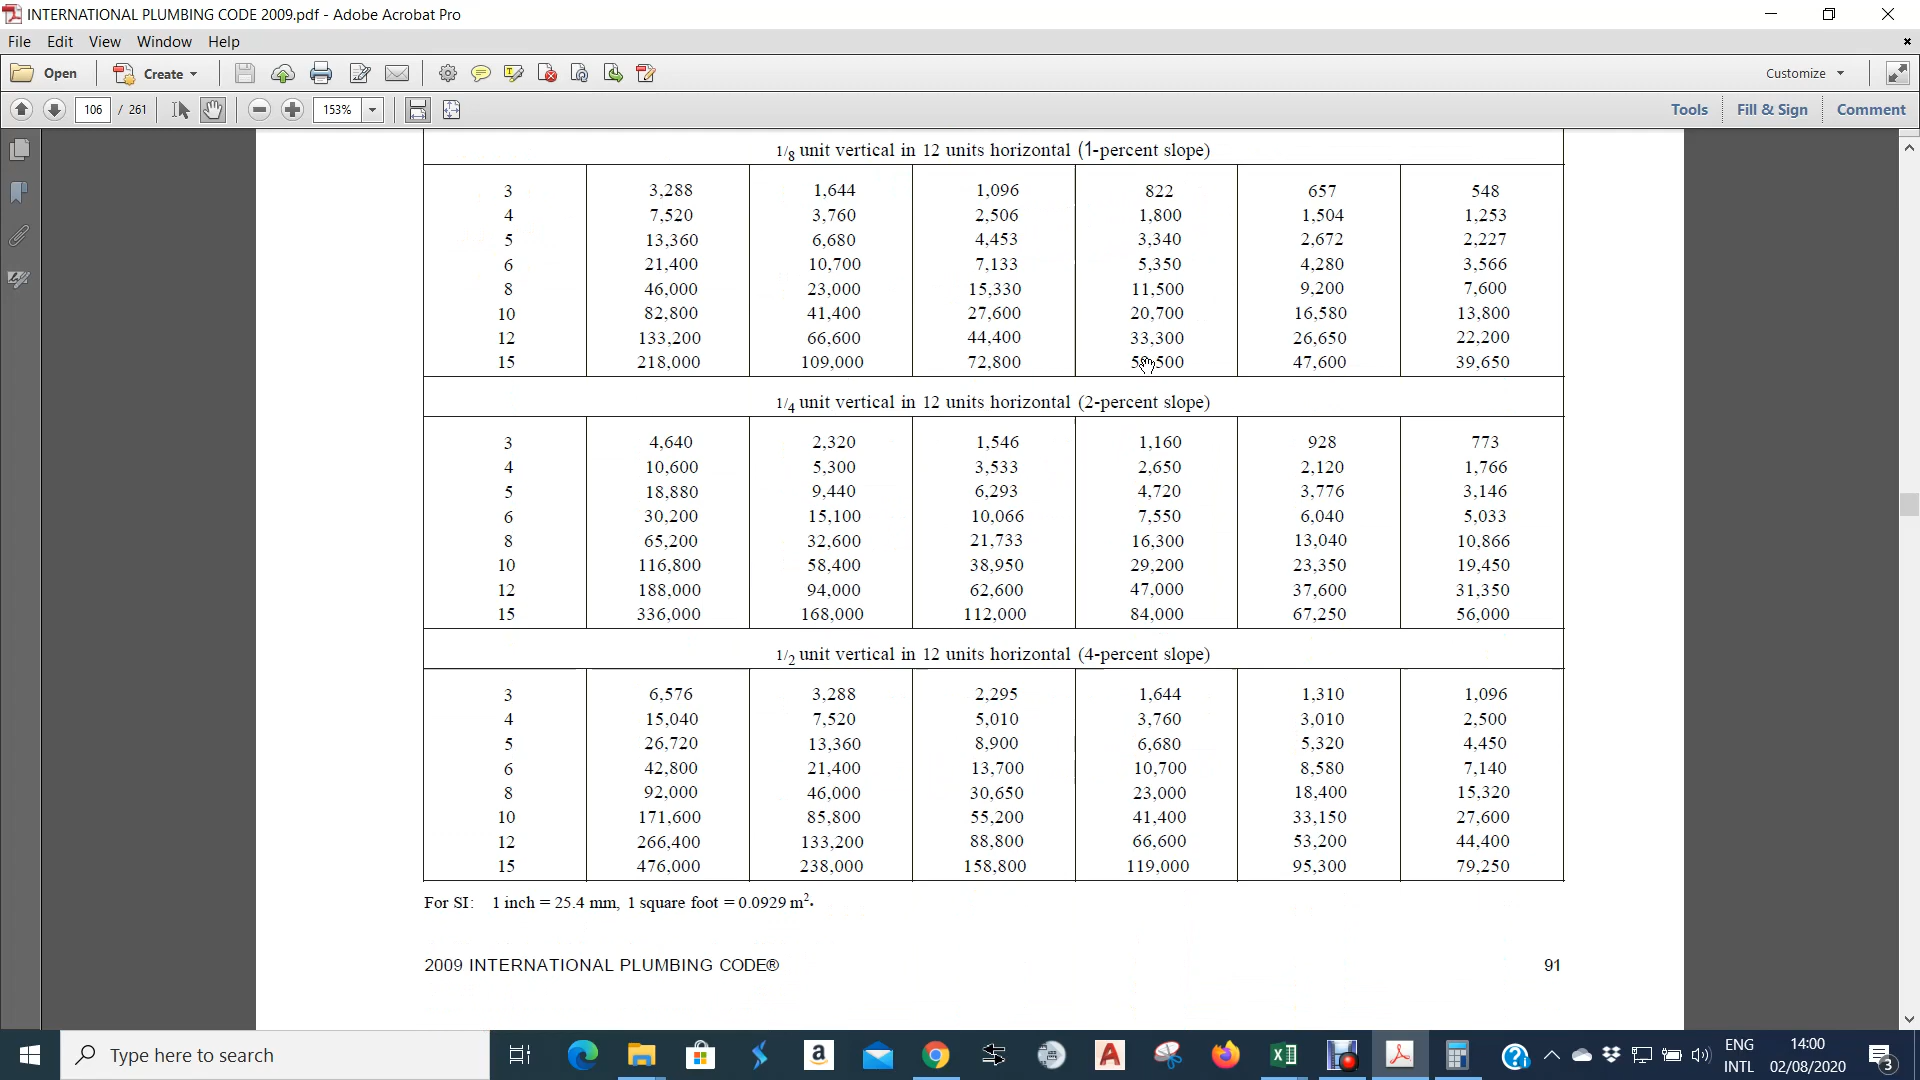 INTERNATIONAL PLUMBING CODE 2009.pdf - Adobe Acrobat Pro
File Edit View Window Help
Open Create Customize
106 / 261 153% Tools Fill & Sign Comment
1/8 unit vertical in 12 units horizontal (1-percent slope)
3 3,288 1,644 1,096 822 657 548
4 7,520 3,760 2,506 1,800 1,504 1,253
5 13,360 6,680 4,453 3,340 2,672 2,227
6 21,400 10,700 7,133 5,350 4,280 3,566
8 46,000 23,000 15,330 11,500 9,200 7,600
10 82,800 41,400 27,600 20,700 16,580 13,800
12 133,200 66,600 44,400 33,300 26,650 22,200
15 218,000 109,000 72,800 47,600 39,650
1/4 unit vertical in 12 units horizontal (2-percent slope)
3 4,640 2,320 1,546 1,160 928 773
4 10,600 5,300 3,533 2,650 2,120 1,766
5 18,880 9,440 6,293 4,720 3,776 3,146
6 30,200 15,100 10,066 7,550 6,040 5,033
8 65,200 32,600 21,733 16,300 13,040 10,866
10 116,800 58,400 38,950 29,200 23,350 19,450
12 188,000 94,000 62,600 47,000 37,600 31,350
15 336,000 168,000 112,000 84,000 67,250 56,000
1/2 unit vertical in 12 units horizontal (4-percent slope)
3 6,576 3,288 2,295 1,644 1,310 1,096
4 15,040 7,520 5,010 3,760 3,010 2,500
5 26,720 13,360 8,900 6,680 5,320 4,450
6 42,800 21,400 13,700 10,700 8,580 7,140
8 92,000 46,000 30,650 23,000 18,400 15,320
10 171,600 85,800 55,200 41,400 33,150 27,600
12 266,400 133,200 88,800 66,600 53,200 44,400
15 476,000 238,000 158,800 119,000 95,300 79,250
For SI: 1 inch = 25.4 mm, 1 square foot = 0.0929 m².
2009 INTERNATIONAL PLUMBING CODE® 91
Type here to search
ENG 14:00
INTL 02/08/2020 3